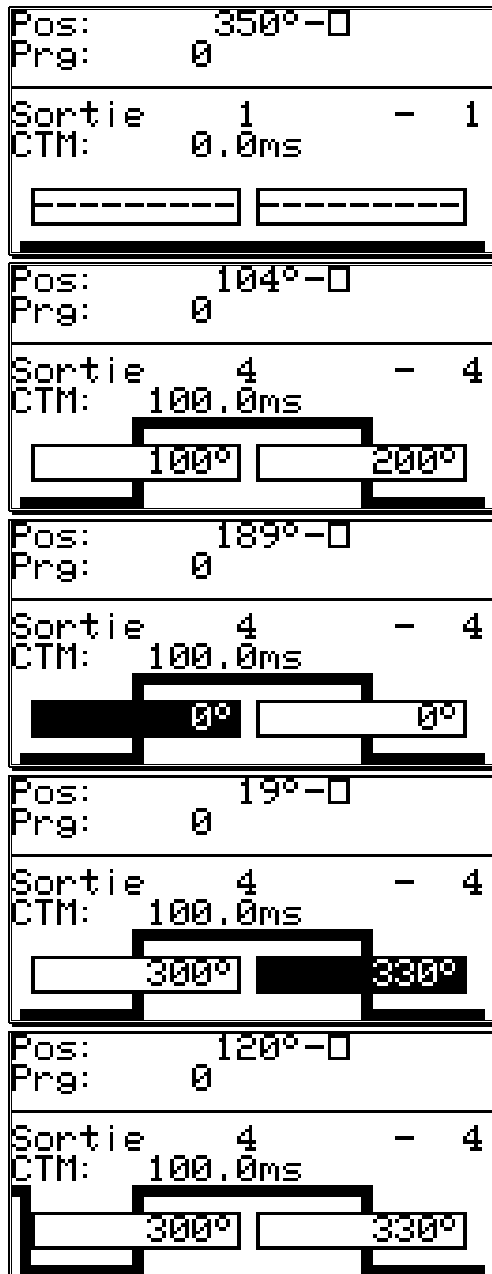 Pos: 350°-□
Prg: 0
Sortie 1 - 1
CTM: 0.0ms
--------- ---------
Pos: 104°-□
Prg: 0
Sortie 4 - 4
CTM: 100.0ms
100° 200°
Pos: 189°-□
Prg: 0
Sortie 4 - 4
CTM: 100.0ms
0° 0°
Pos: 19°-□
Prg: 0
Sortie 4 - 4
CTM: 100.0ms
300° 330°
Pos: 120°-□
Prg: 0
Sortie 4 - 4
CTM: 100.0ms
300° 330°